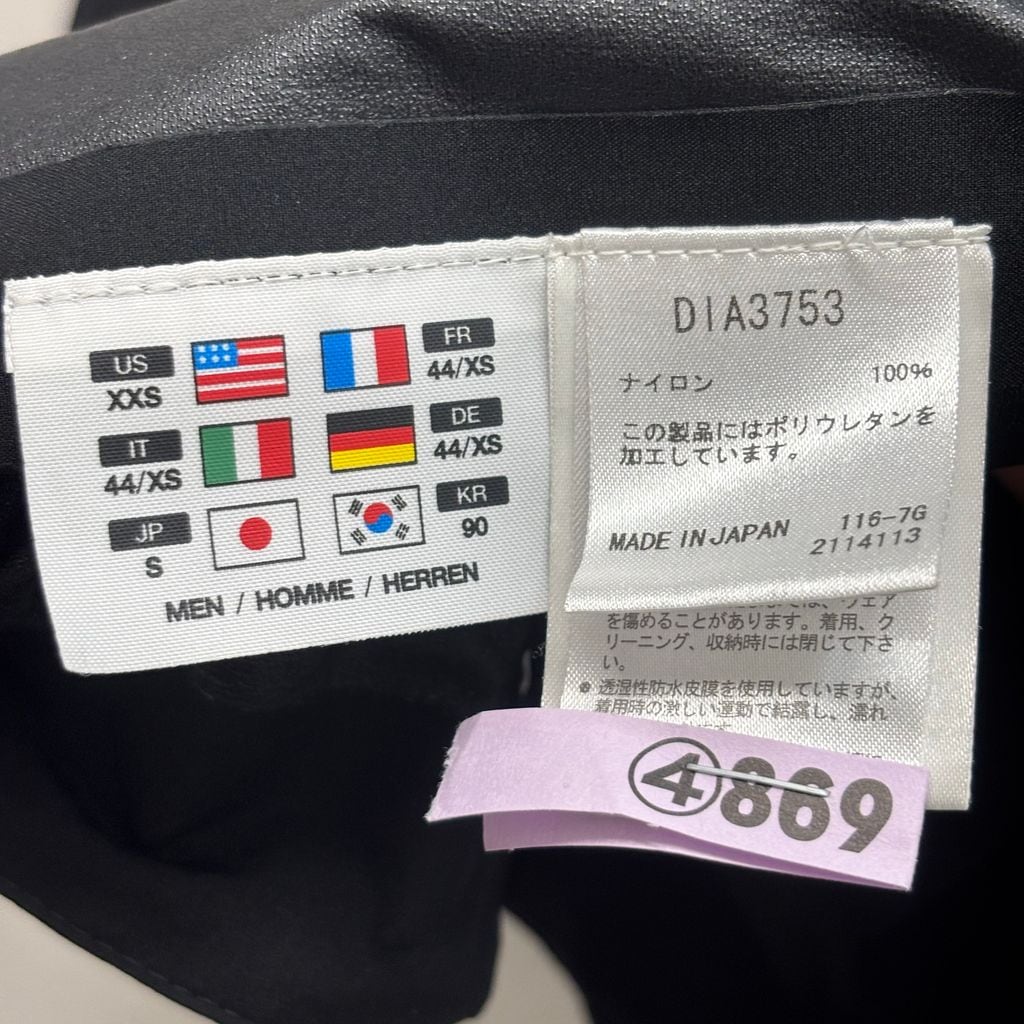 US
XXS
FR
44/XS
IT
44/XS
DE
44/XS
JP
S
KR
90
MEN / HOMME / HERREN
DIA3753
ナイロン 100%
この製品にはポリウレタンを
加工しています。
MADE IN JAPAN 116-7G
2114113
ウェア
を傷めることがあります。着用、ク
リーニング、収納時には閉じて下さ
い。
● 透湿性防水皮膜を使用していますが、
着用時の激しい運動で結露し、濡れ
④869